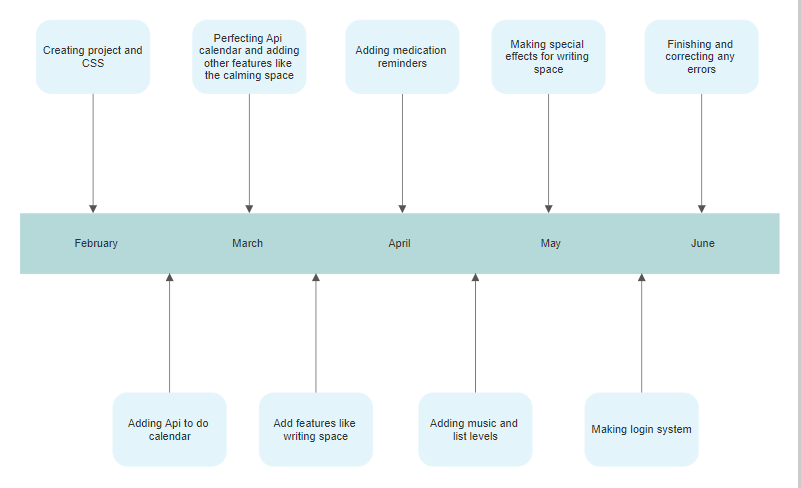 Creating project and
CSS
Perfecting Api
calendar and adding
other features like
the calming space
Adding medication
reminders
Making special
effects for writing
space
Finishing and
correcting any
errors
February
March
April
May
June
Adding Api to do
calendar
Add features like
writing space
Adding music and
list levels
Making login system